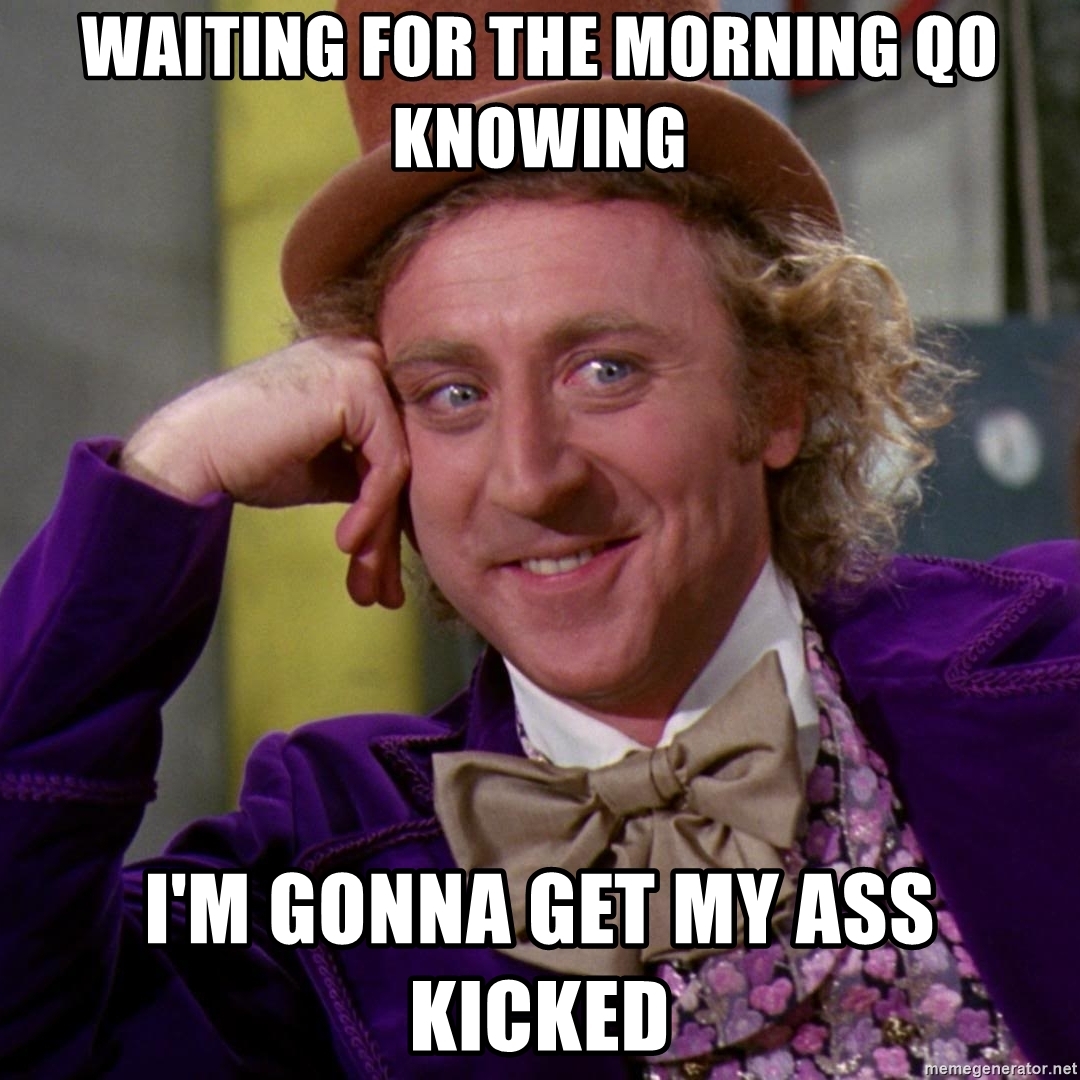 WAITING FOR THE MORNING QO
KNOWING
I'M GONNA GET MY ASS
KICKED
memegenerator.net